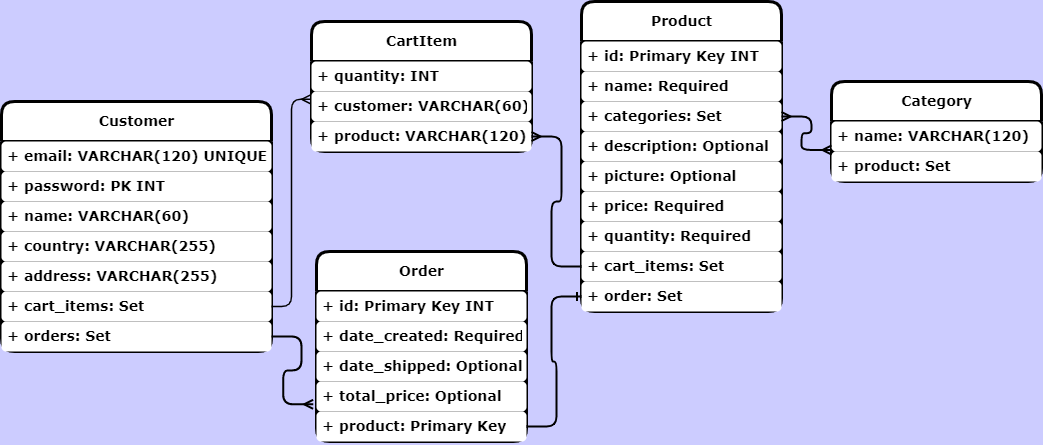 Customer
+ email: VARCHAR(120) UNIQUE
+ password: PK INT
+ name: VARCHAR(60)
+ country: VARCHAR(255)
+ address: VARCHAR(255)
+ cart_items: Set
+ orders: Set
CartItem
+ quantity: INT
+ customer: VARCHAR(60)
+ product: VARCHAR(120)
Order
+ id: Primary Key INT
+ date_created: Required
+ date_shipped: Optional
+ total_price: Optional
+ product: Primary Key
Product
+ id: Primary Key INT
+ name: Required
+ categories: Set
+ description: Optional
+ picture: Optional
+ price: Required
+ quantity: Required
+ cart_items: Set
+ order: Set
Category
+ name: VARCHAR(120)
+ product: Set